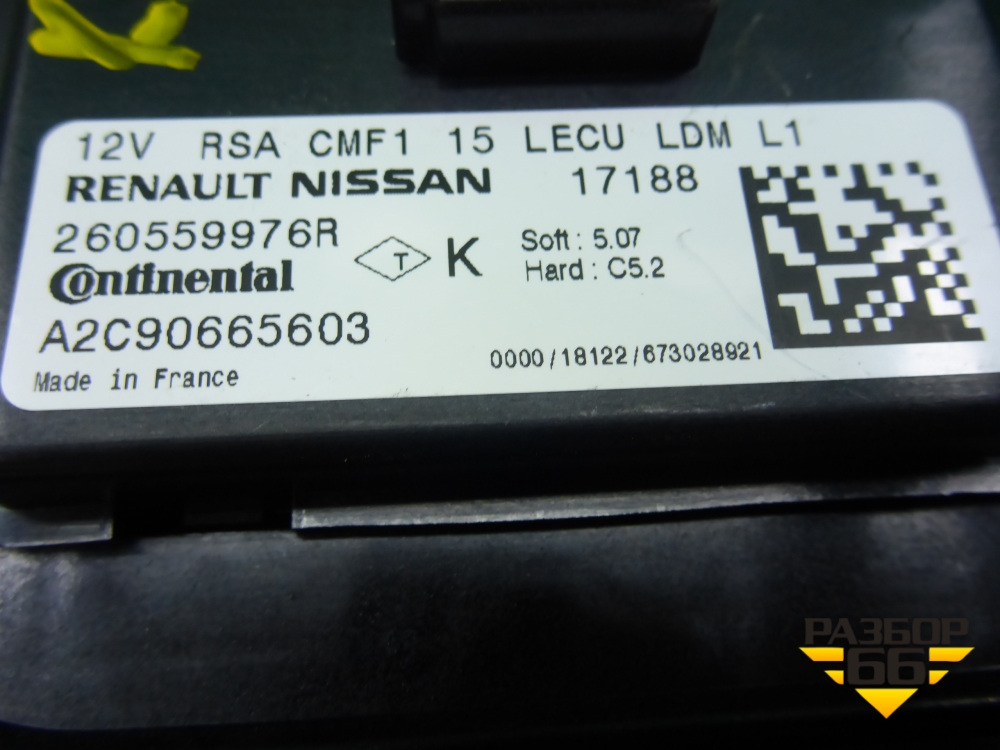 12V RSA CMF1 15 LECU LDM L1
RENAULT NISSAN 17188
260559976R
Continental
T K
Soft : 5.07
Hard : C5.2
A2C90665603
0000/18122/673028921
Made in France
РАЗБОР
66